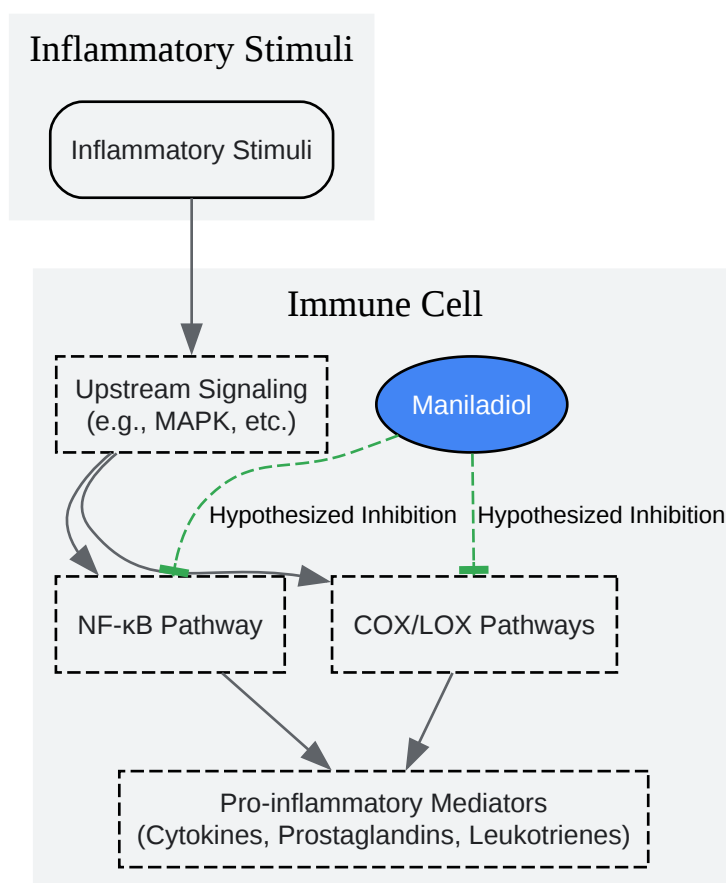 Inflammatory Stimuli
Inflammatory Stimuli
Immune Cell
Upstream Signaling
(e.g., MAPK, etc.)
Maniladiol
Hypothesized Inhibition
Hypothesized Inhibition
NF-κB Pathway
COX/LOX Pathways
Pro-inflammatory Mediators
(Cytokines, Prostaglandins, Leukotrienes)